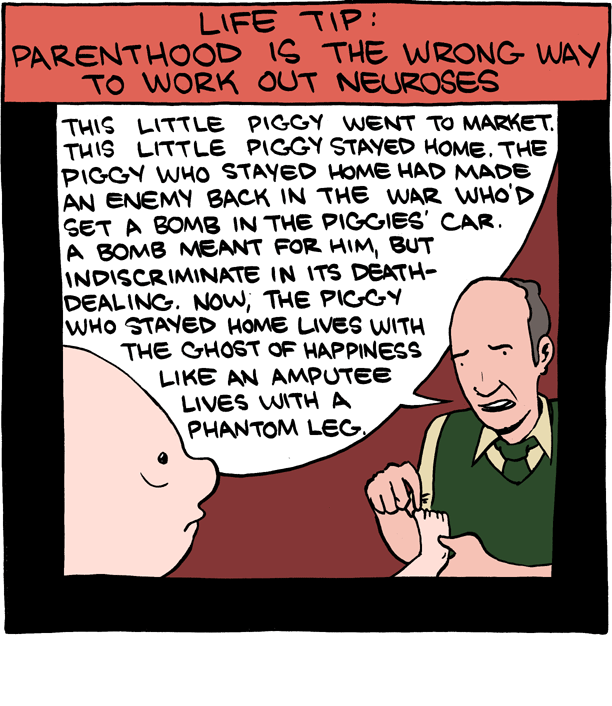 LIFE TIP:
PARENTHOOD IS THE WRONG WAY
TO WORK OUT NEUROSES
THIS LITTLE PIGGY WENT TO MARKET.
THIS LITTLE PIGGY STAYED HOME. THE
PIGGY WHO STAYED HOME HAD MADE
AN ENEMY BACK IN THE WAR WHO'D
SET A BOMB IN THE PIGGIES' CAR.
A BOMB MEANT FOR HIM, BUT
INDISCRIMINATE IN ITS DEATH-
DEALING. NOW, THE PIGGY
WHO STAYED HOME LIVES WITH
THE GHOST OF HAPPINESS
LIKE AN AMPUTEE
LIVES WITH A
PHANTOM LEG.